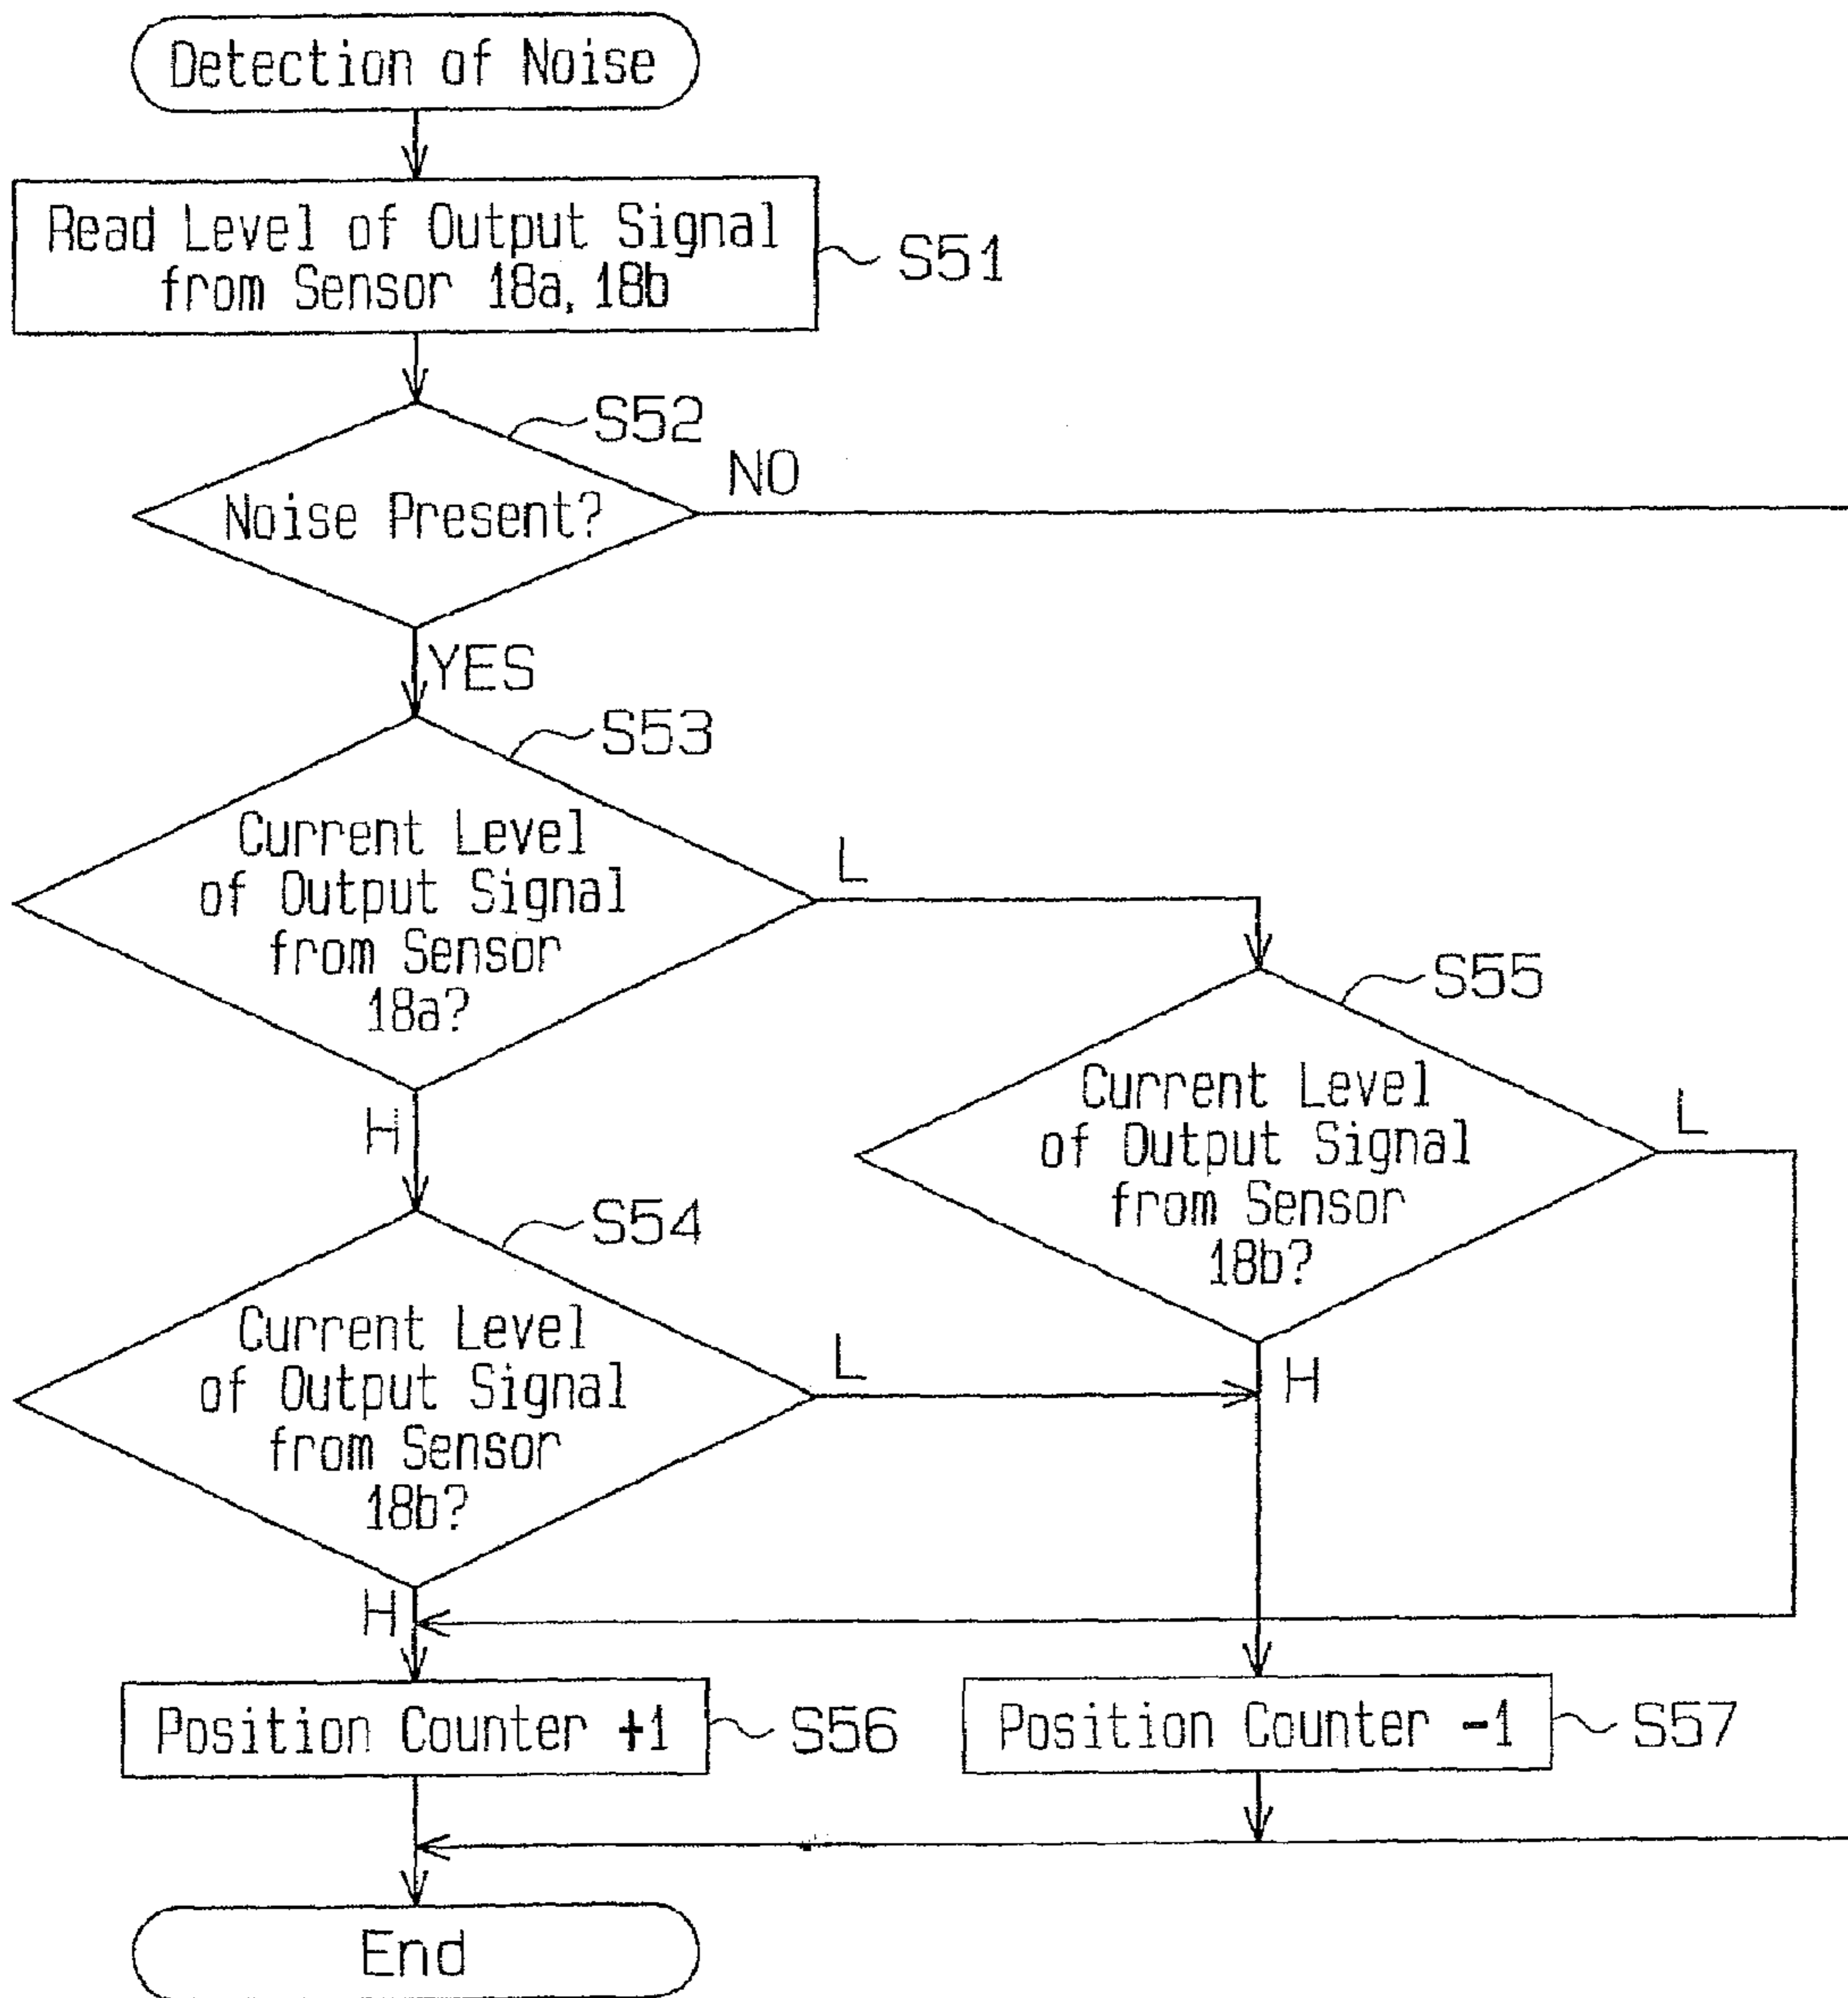 Detection of Noise
Read Level of Output Signal
from Sensor 18a, 18b
S51
S52
Noise Present?
NO
YES
S53
Current Level
of Output Signal
from Sensor
18a?
L
H
S55
Current Level
of Output Signal
from Sensor
18b?
L
H
S54
Current Level
of Output Signal
from Sensor
18b?
L
H
Position Counter +1
S56
Position Counter -1
S57
End